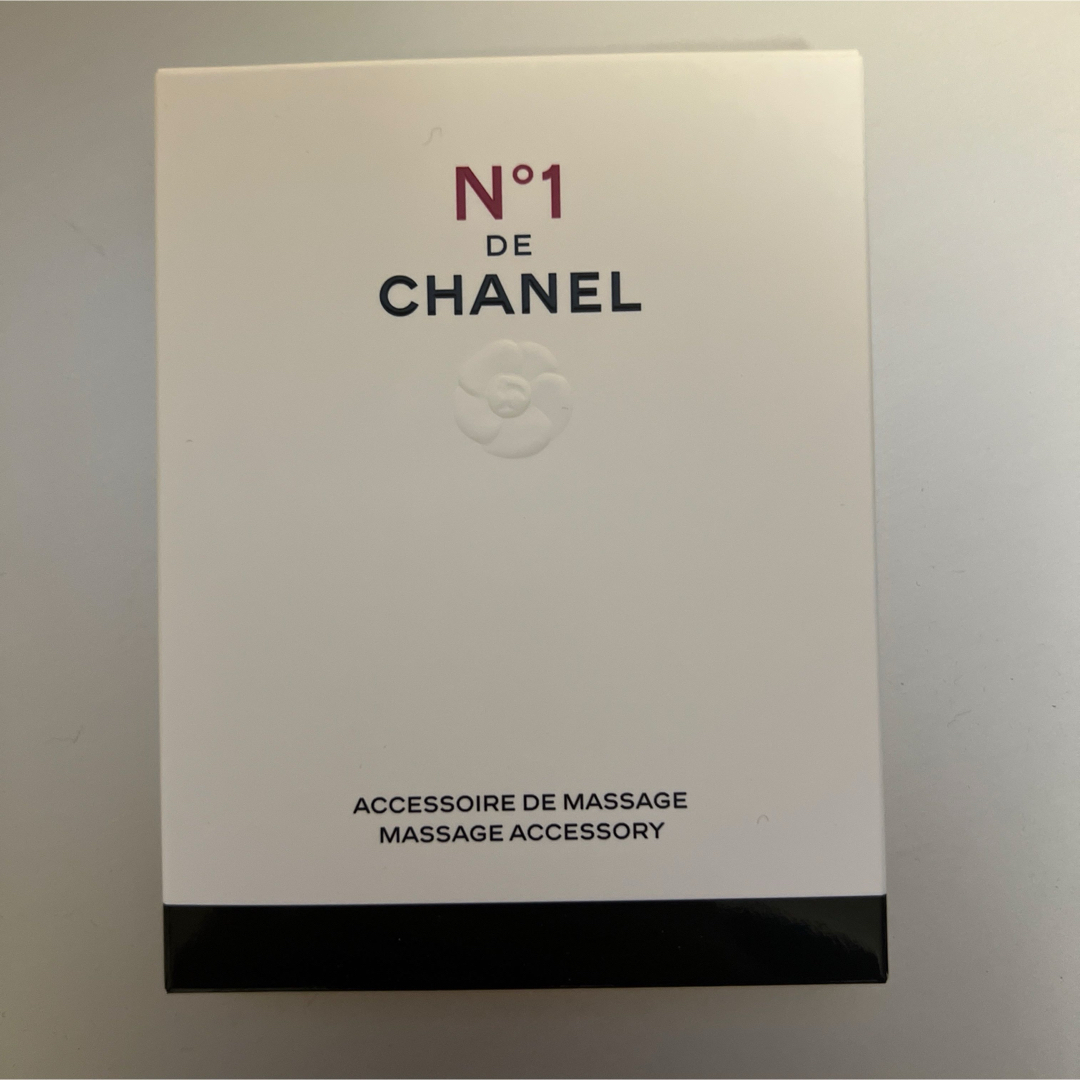 N°1
DE
CHANEL
ACCESSOIRE DE MASSAGE
MASSAGE ACCESSORY